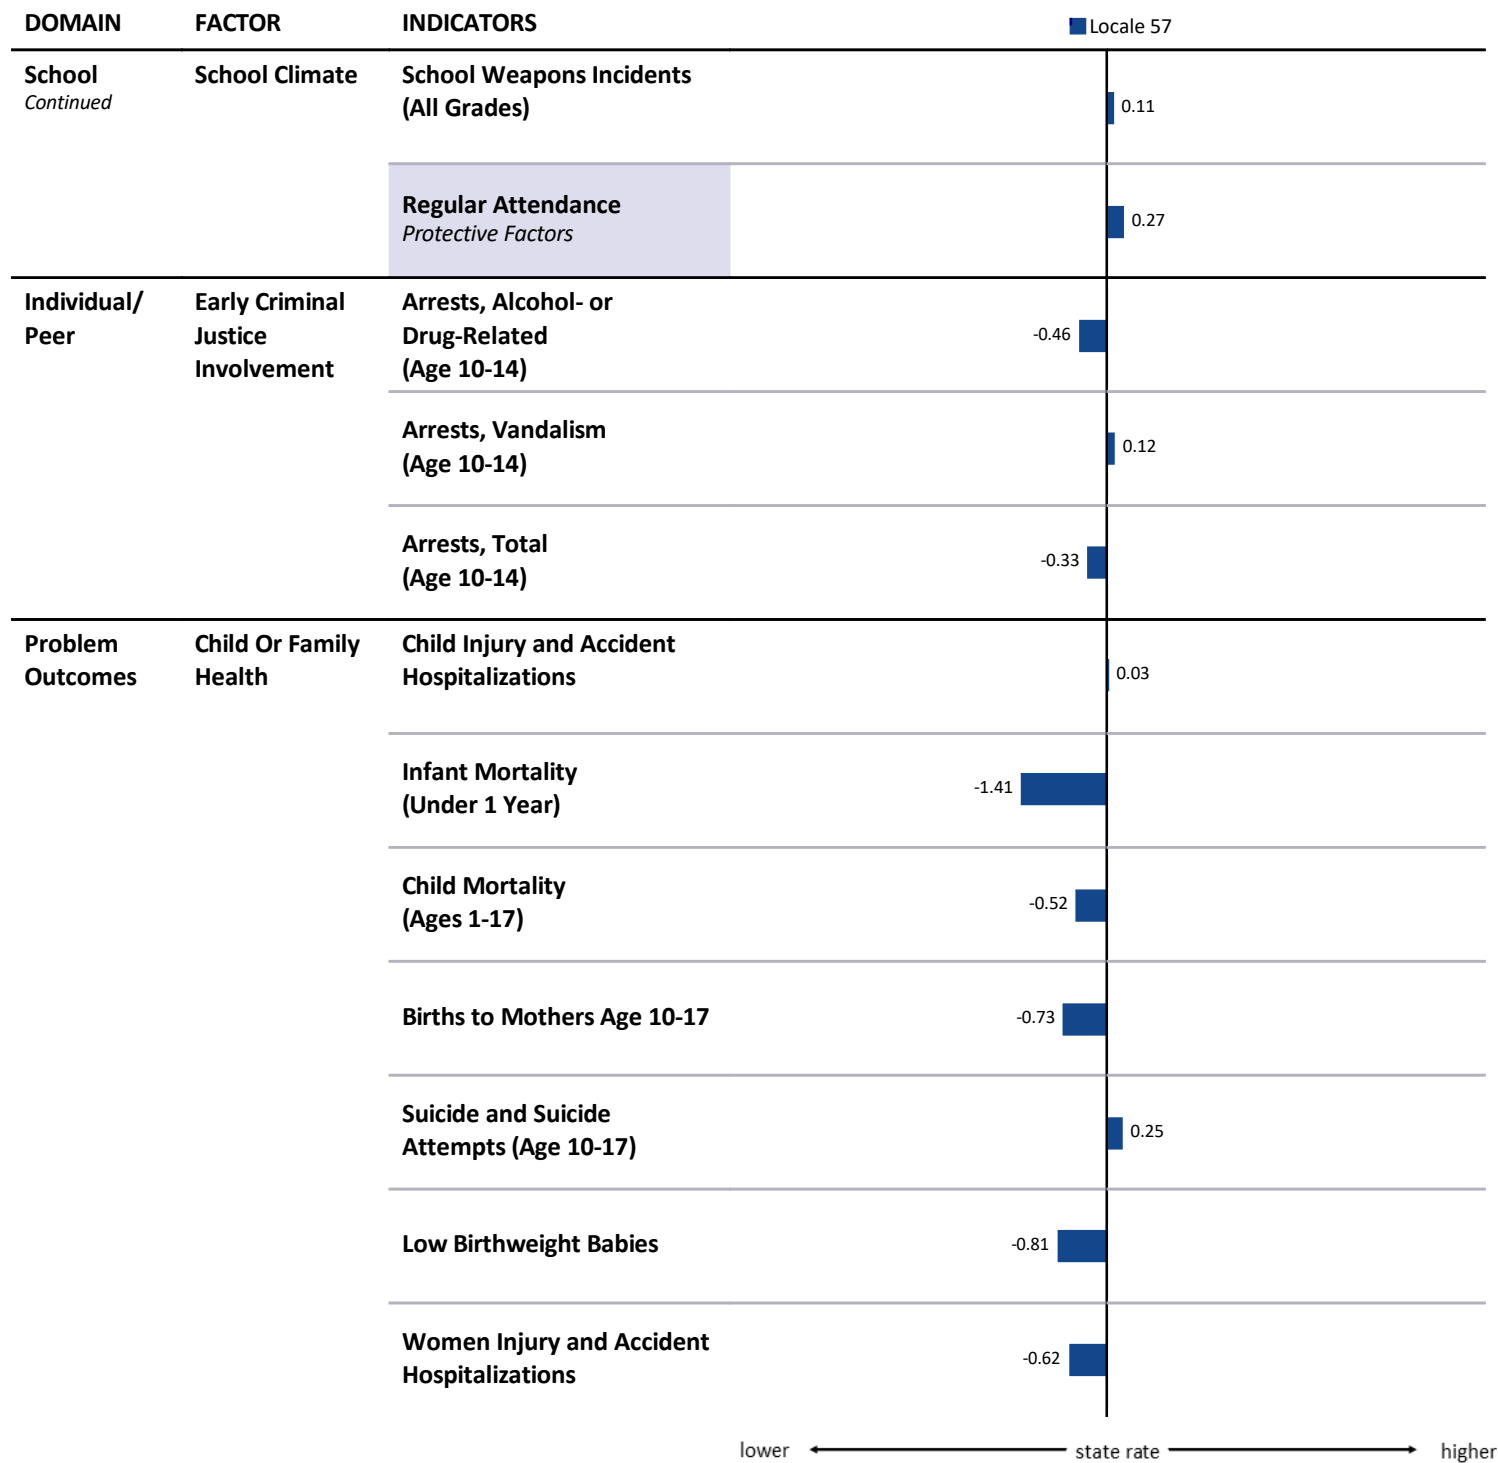 DOMAIN FACTOR INDICATORS Locale 57
School School Climate School Weapons Incidents
Continued (All Grades)
0.11
Regular Attendance
Protective Factors
0.27
Individual/ Early Criminal Arrests, Alcohol- or
Peer Justice Drug-Related
Involvement (Age 10-14)
-0.46
Arrests, Vandalism
(Age 10-14)
0.12
Arrests, Total
(Age 10-14)
-0.33
Problem Child Or Family Child Injury and Accident
Outcomes Health Hospitalizations
0.03
Infant Mortality
(Under 1 Year)
-1.41
Child Mortality
(Ages 1-17)
-0.52
Births to Mothers Age 10-17
-0.73
Suicide and Suicide
Attempts (Age 10-17)
0.25
Low Birthweight Babies
-0.81
Women Injury and Accident
Hospitalizations
-0.62
lower state rate higher